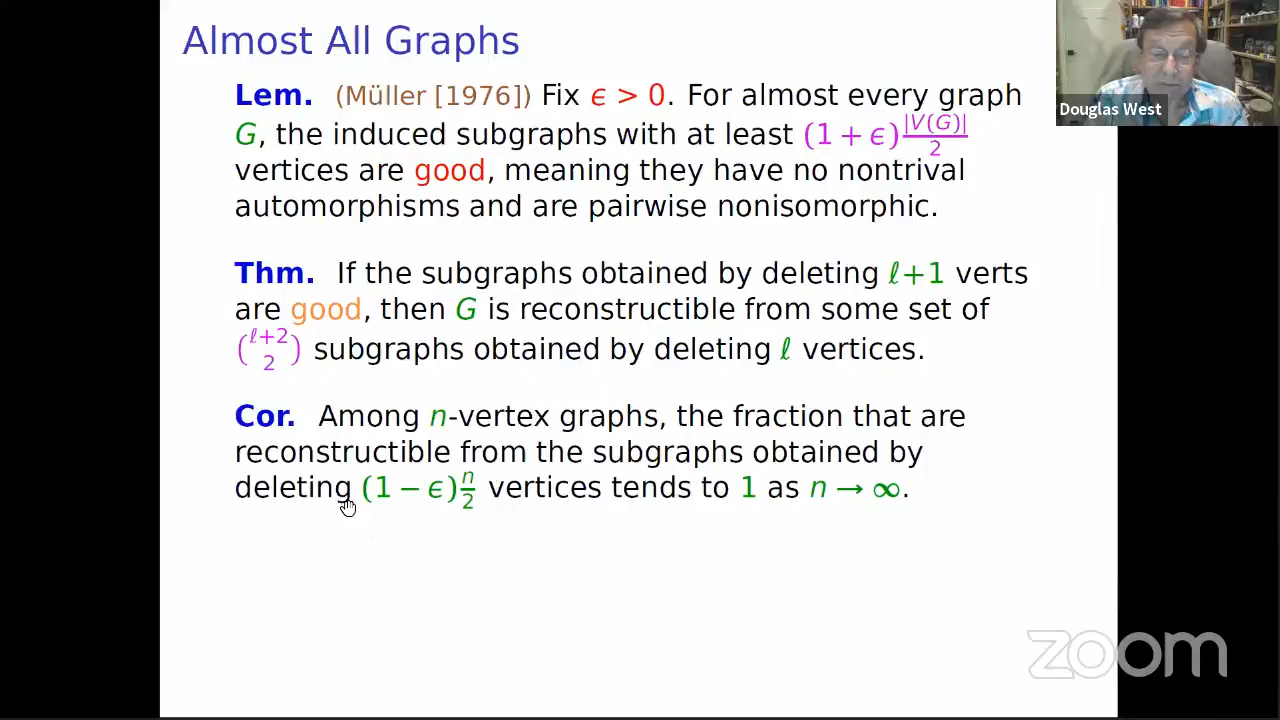 Almost All Graphs
Lem. (Müller [1976]) Fix ϵ > 0. For almost every graph
G, the induced subgraphs with at least (1 + ϵ)|V(G)|/2
vertices are good, meaning they have no nontrival
automorphisms and are pairwise nonisomorphic.
Thm. If the subgraphs obtained by deleting ℓ+1 verts
are good, then G is reconstructible from some set of
(ℓ+2 2) subgraphs obtained by deleting ℓ vertices.
Cor. Among n-vertex graphs, the fraction that are
reconstructible from the subgraphs obtained by
deleting (1 − ϵ)n/2 vertices tends to 1 as n → ∞.
Douglas West
zoom